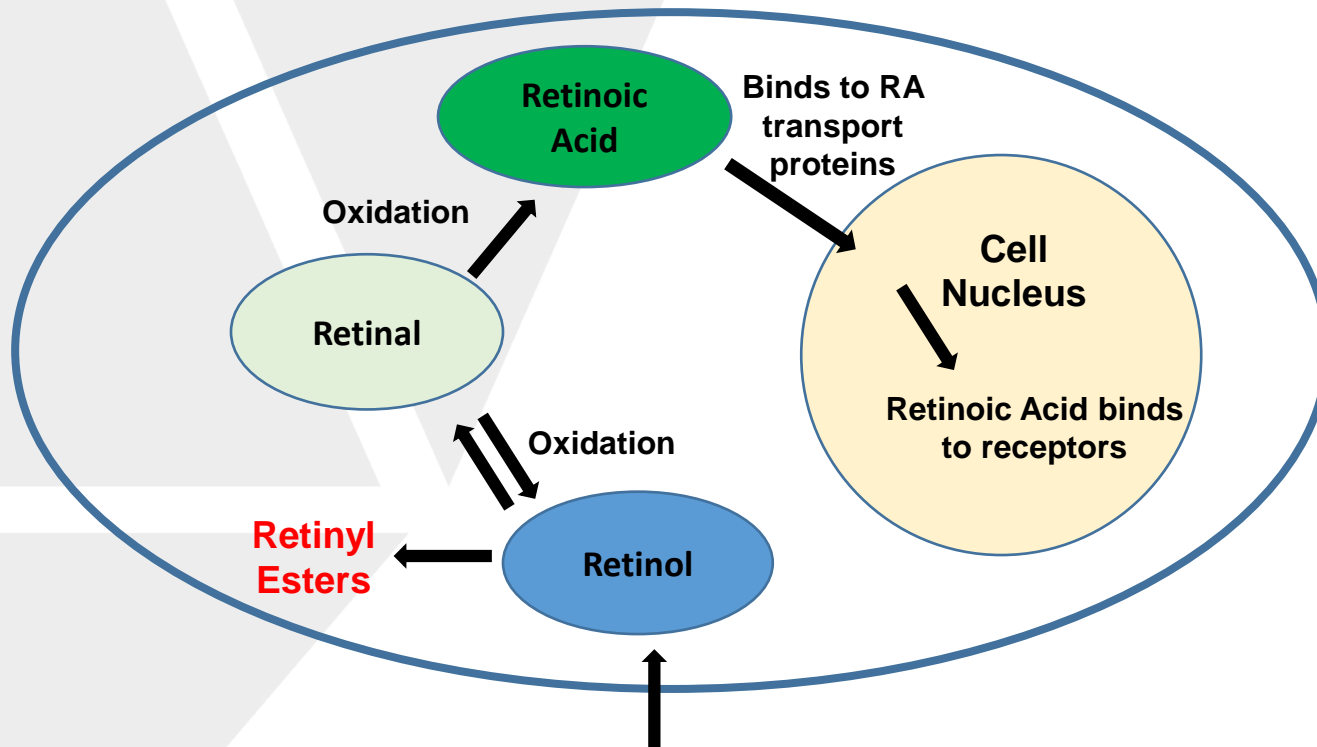 Retinoic
Acid
Binds to RA
transport
proteins
Oxidation
Cell
Nucleus
Retinal
Retinoic Acid binds
to receptors
Oxidation
Retinyl
Esters
Retinol